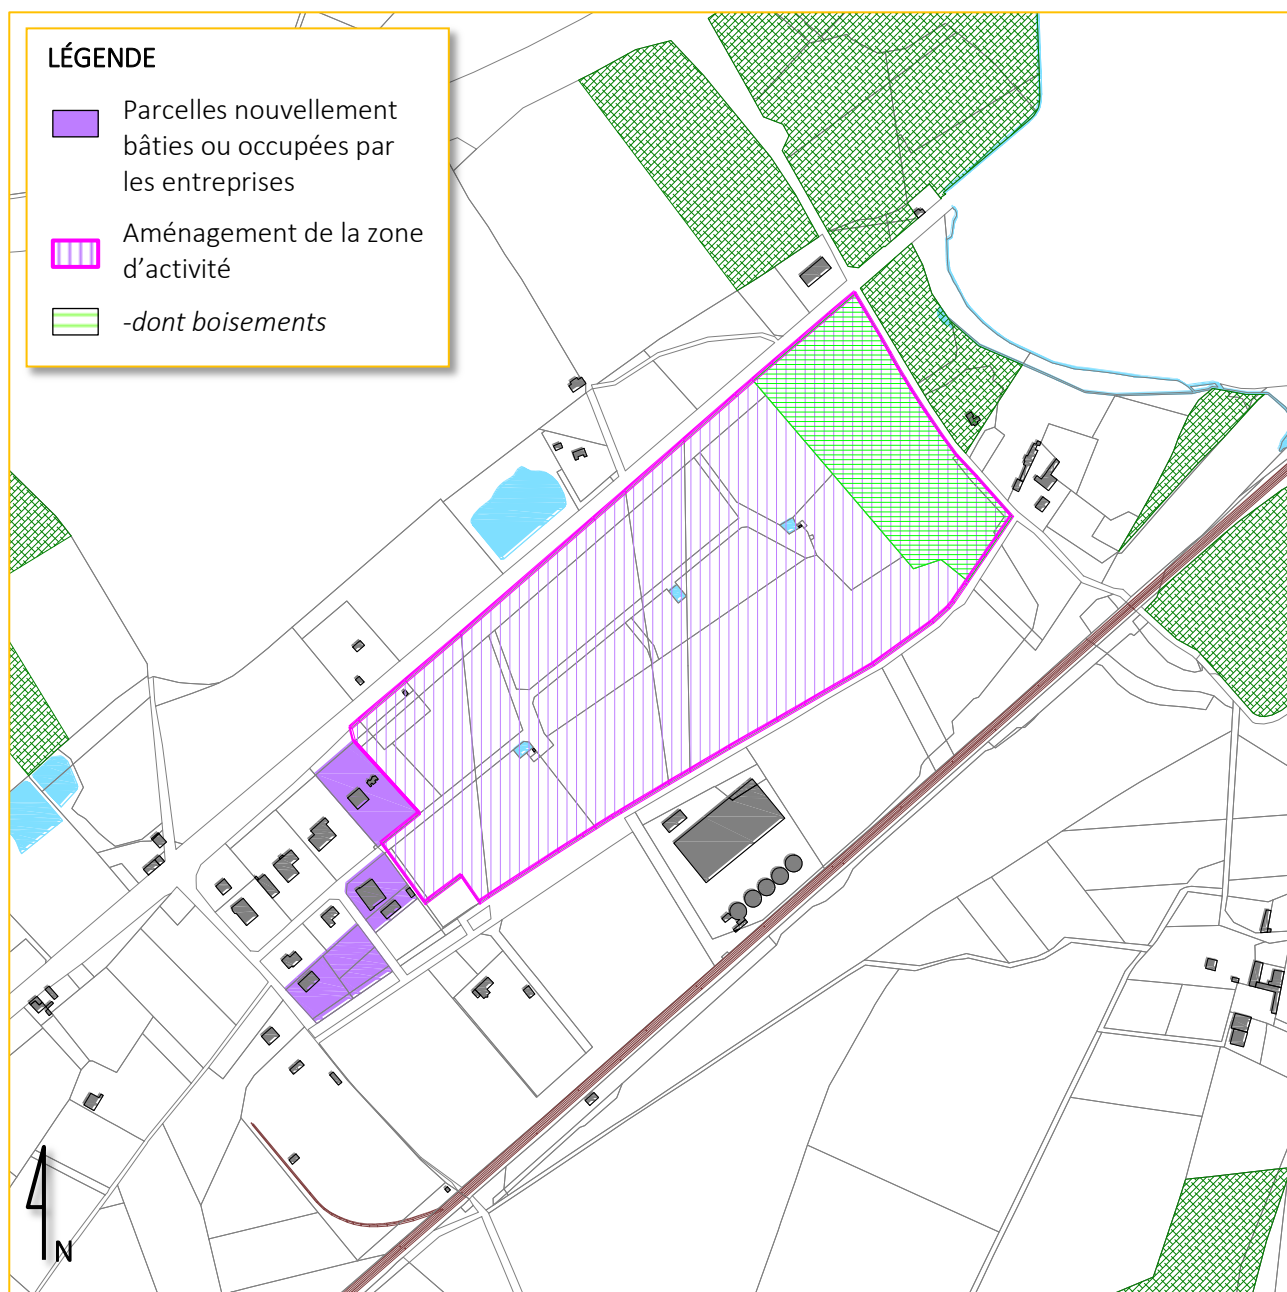 LÉGENDE
Parcelles nouvellement
bâties ou occupées par
les entreprises
Aménagement de la zone
d’activité
-dont boisements
N